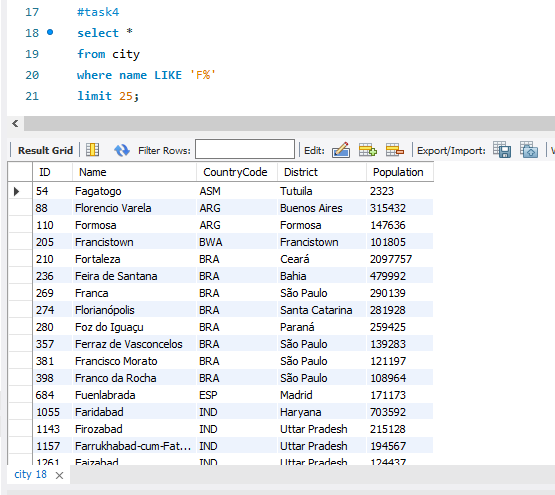 17 #task4
18 select *
19 from city
20 where name LIKE 'F%'
21 limit 25;
Result Grid Filter Rows: Edit: Export/Import:
ID Name CountryCode District Population
54 Fagatogo ASM Tutuila 2323
88 Florencio Varela ARG Buenos Aires 315432
110 Formosa ARG Formosa 147636
205 Francistown BWA Francistown 101805
210 Fortaleza BRA Ceará 2097757
236 Feira de Santana BRA Bahia 479992
269 Franca BRA São Paulo 290139
274 Florianópolis BRA Santa Catarina 281928
280 Foz do Iguaçu BRA Paraná 259425
357 Ferraz de Vasconcelos BRA São Paulo 139283
381 Francisco Morato BRA São Paulo 121197
398 Franco da Rocha BRA São Paulo 108964
684 Fuenlabrada ESP Madrid 171173
1055 Faridabad IND Haryana 703592
1143 Firozabad IND Uttar Pradesh 215128
1157 Farrukhabad-cum-Fat... IND Uttar Pradesh 194567
1261 Faizabad IND Uttar Pradesh 124437
city 18